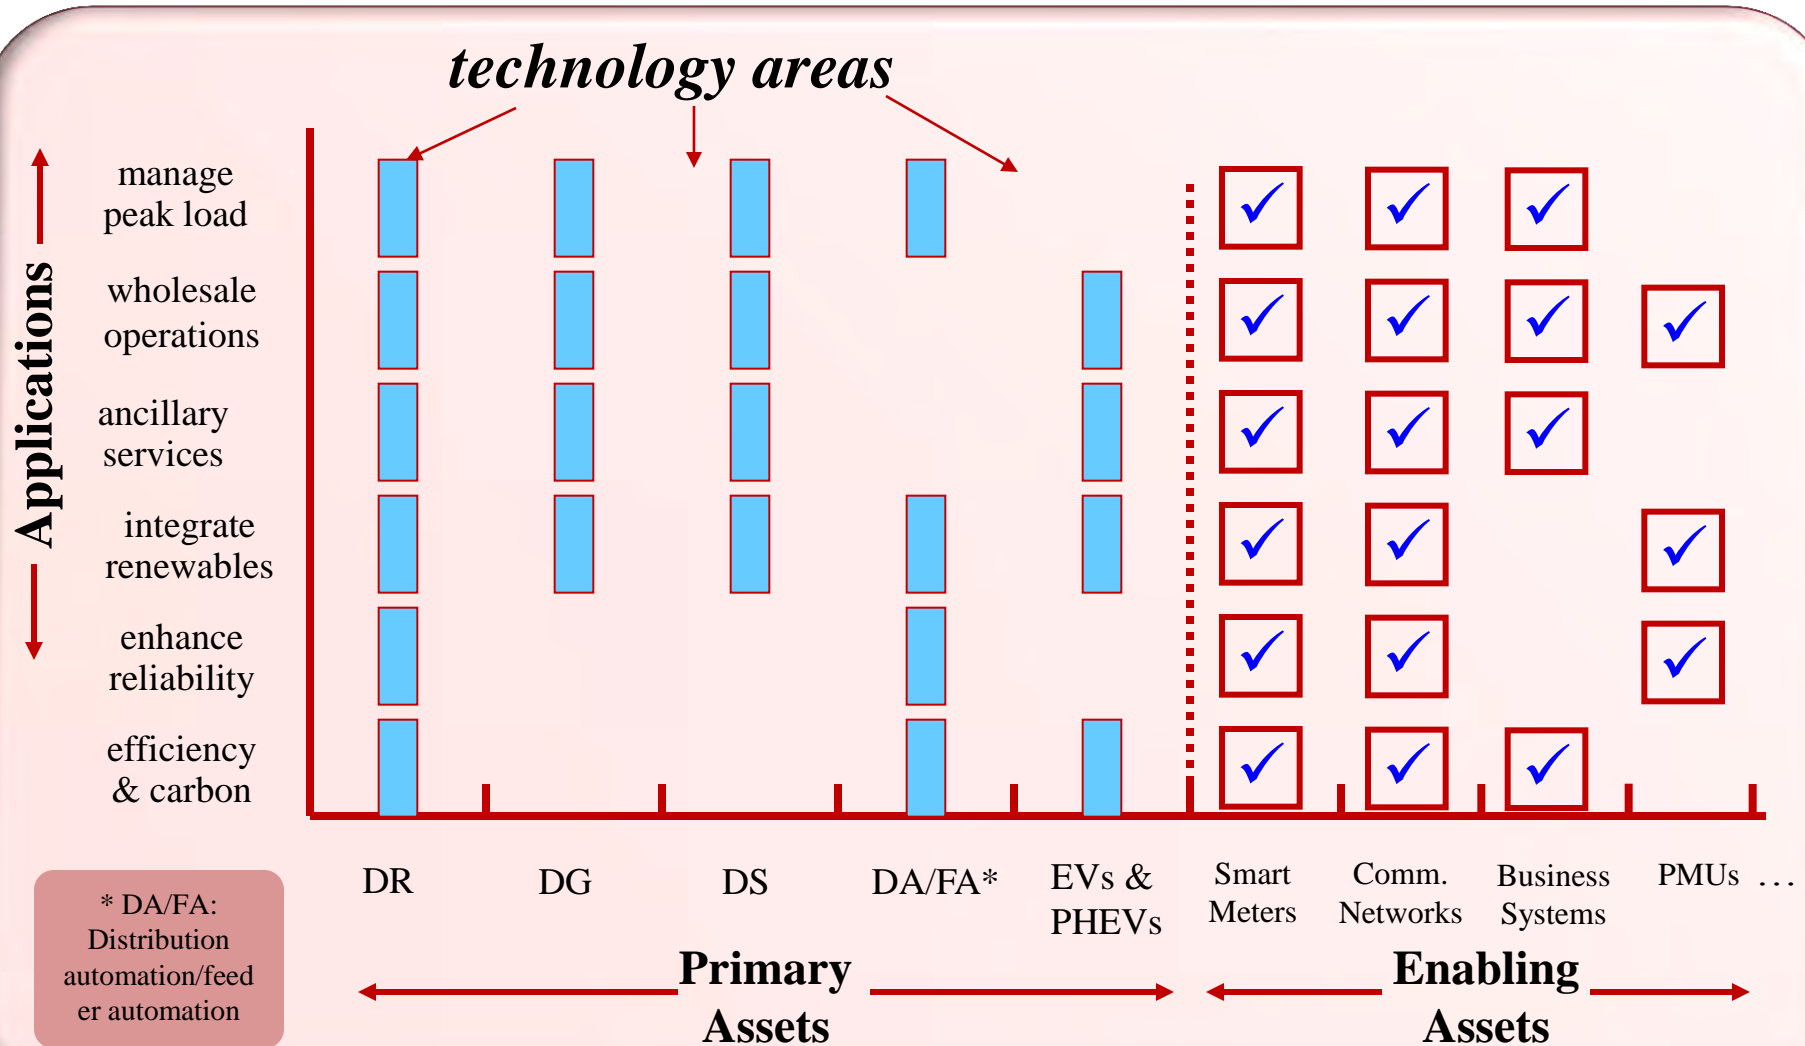 technology areas
Applications
manage
peak load
wholesale
operations
ancillary
services
integrate
renewables
enhance
reliability
efficiency
& carbon
DR
DG
DS
DA/FA*
EVs &
PHEVs
Smart
Meters
Comm.
Networks
Business
Systems
PMUs
…
* DA/FA:
Distribution
automation/feed
er automation
Primary
Assets
Enabling
Assets